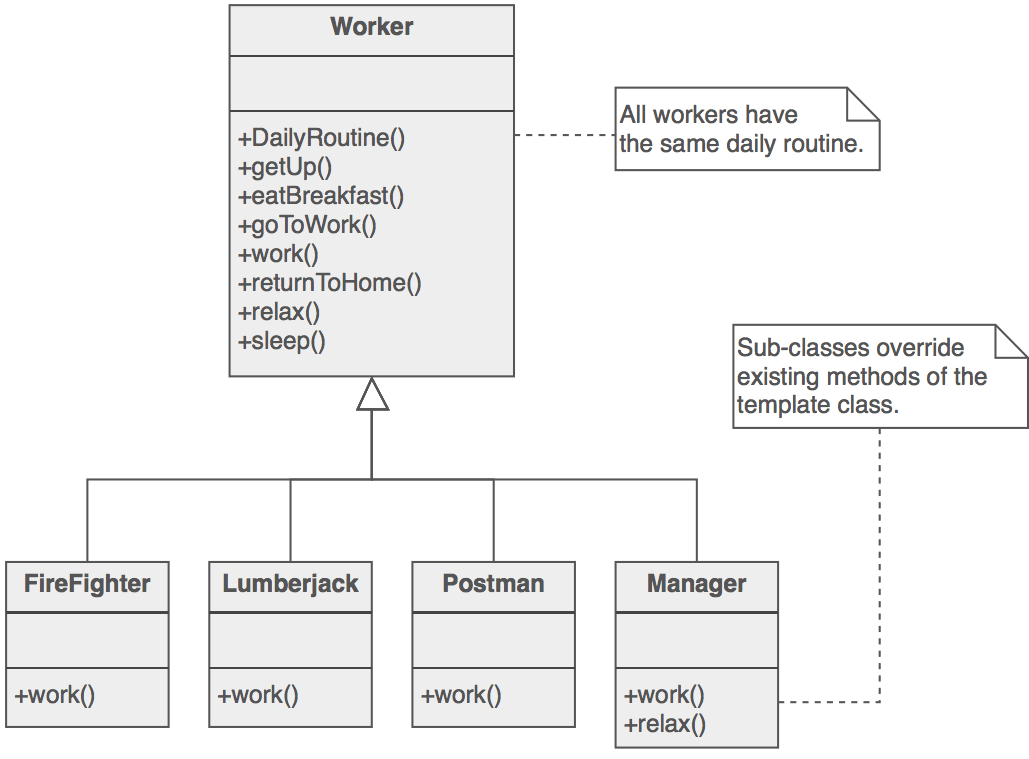 Worker
+DailyRoutine()
+getUp()
+eatBreakfast()
+goToWork()
+work()
+returnToHome()
+relax()
+sleep()
All workers have
the same daily routine.
Sub-classes override
existing methods of the
template class.
FireFighter
+work()
Lumberjack
+work()
Postman
+work()
Manager
+work()
+relax()